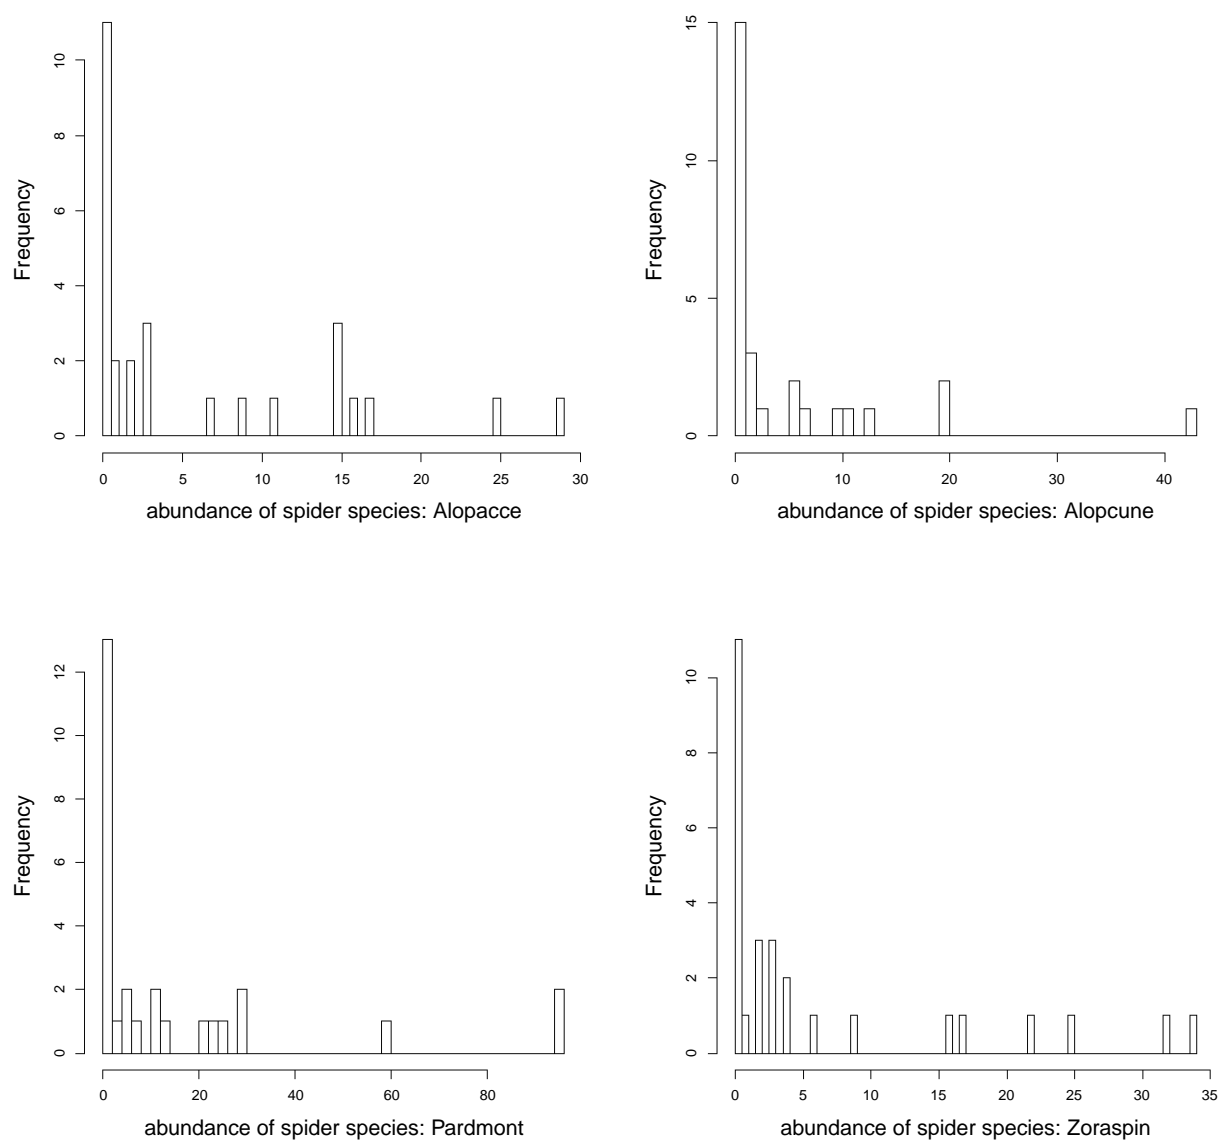 Frequency
10
8
6
4
2
0
0 5 10 15 20 25 30
abundance of spider species: Alopacce
Frequency
15
10
5
0
0 10 20 30 40
abundance of spider species: Alopcune
Frequency
12
10
8
6
4
2
0
0 20 40 60 80
abundance of spider species: Pardmont
Frequency
10
8
6
4
2
0
0 5 10 15 20 25 30 35
abundance of spider species: Zoraspin